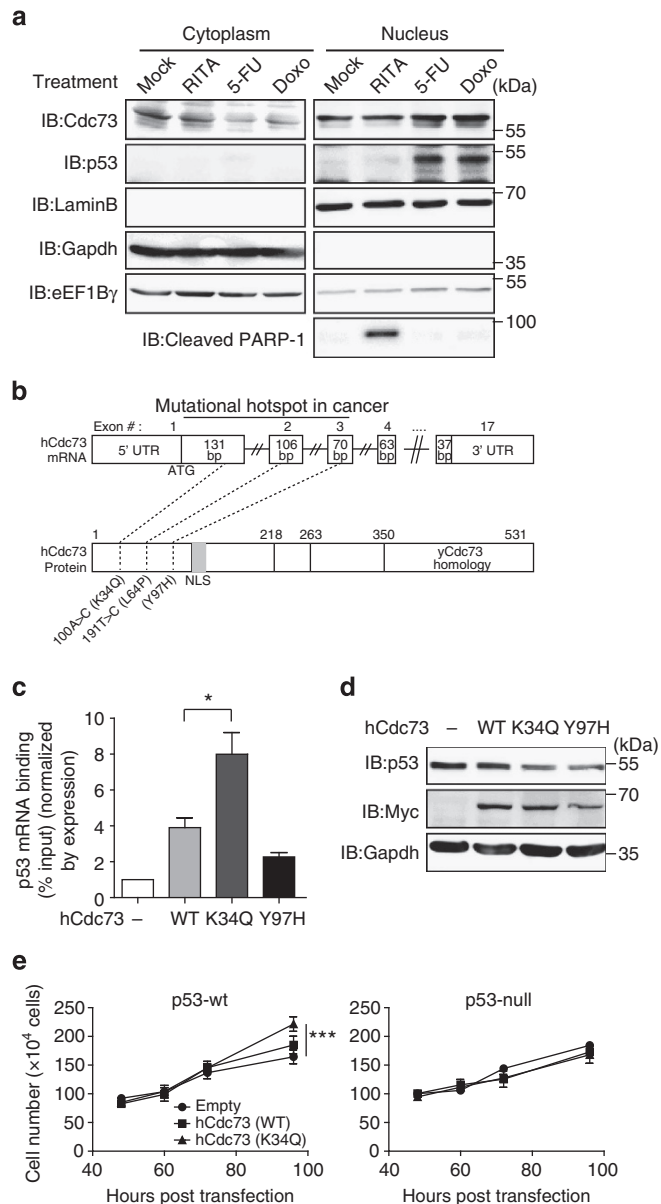 a
Cytoplasm Nucleus
Treatment Mock RITA 5-FU Doxo Mock RITA 5-FU Doxo (kDa)
IB:Cdc73 55
IB:p53 55
IB:LaminB 70
IB:Gapdh 35
IB:eEF1Bγ 55
IB:Cleaved PARP-1 100
b
Mutational hotspot in cancer
Exon # : 1 2 3 4 .... 17
hCdc73 mRNA 5′ UTR 131 bp 106 bp 70 bp 63 bp 37 bp 3′ UTR
ATG
1 218 263 350 531
hCdc73 Protein yCdc73 homology
NLS
100A>C (K34Q) 191T>C (L64P) (Y97H)
c
*
p53 mRNA binding (% input) (normalized by expression)
10
8
6
4
2
0
hCdc73 – WT K34Q Y97H
d
hCdc73 – WT K34Q Y97H
(kDa)
IB:p53 55
IB:Myc 70
IB:Gapdh 35
e
p53-wt p53-null
Cell number (×10⁴ cells)
250 250
200 200
150 150
100 100
50 50
0 0
***
Empty
hCdc73 (WT)
hCdc73 (K34Q)
40 60 80 100 40 60 80 100
Hours post transfection Hours post transfection